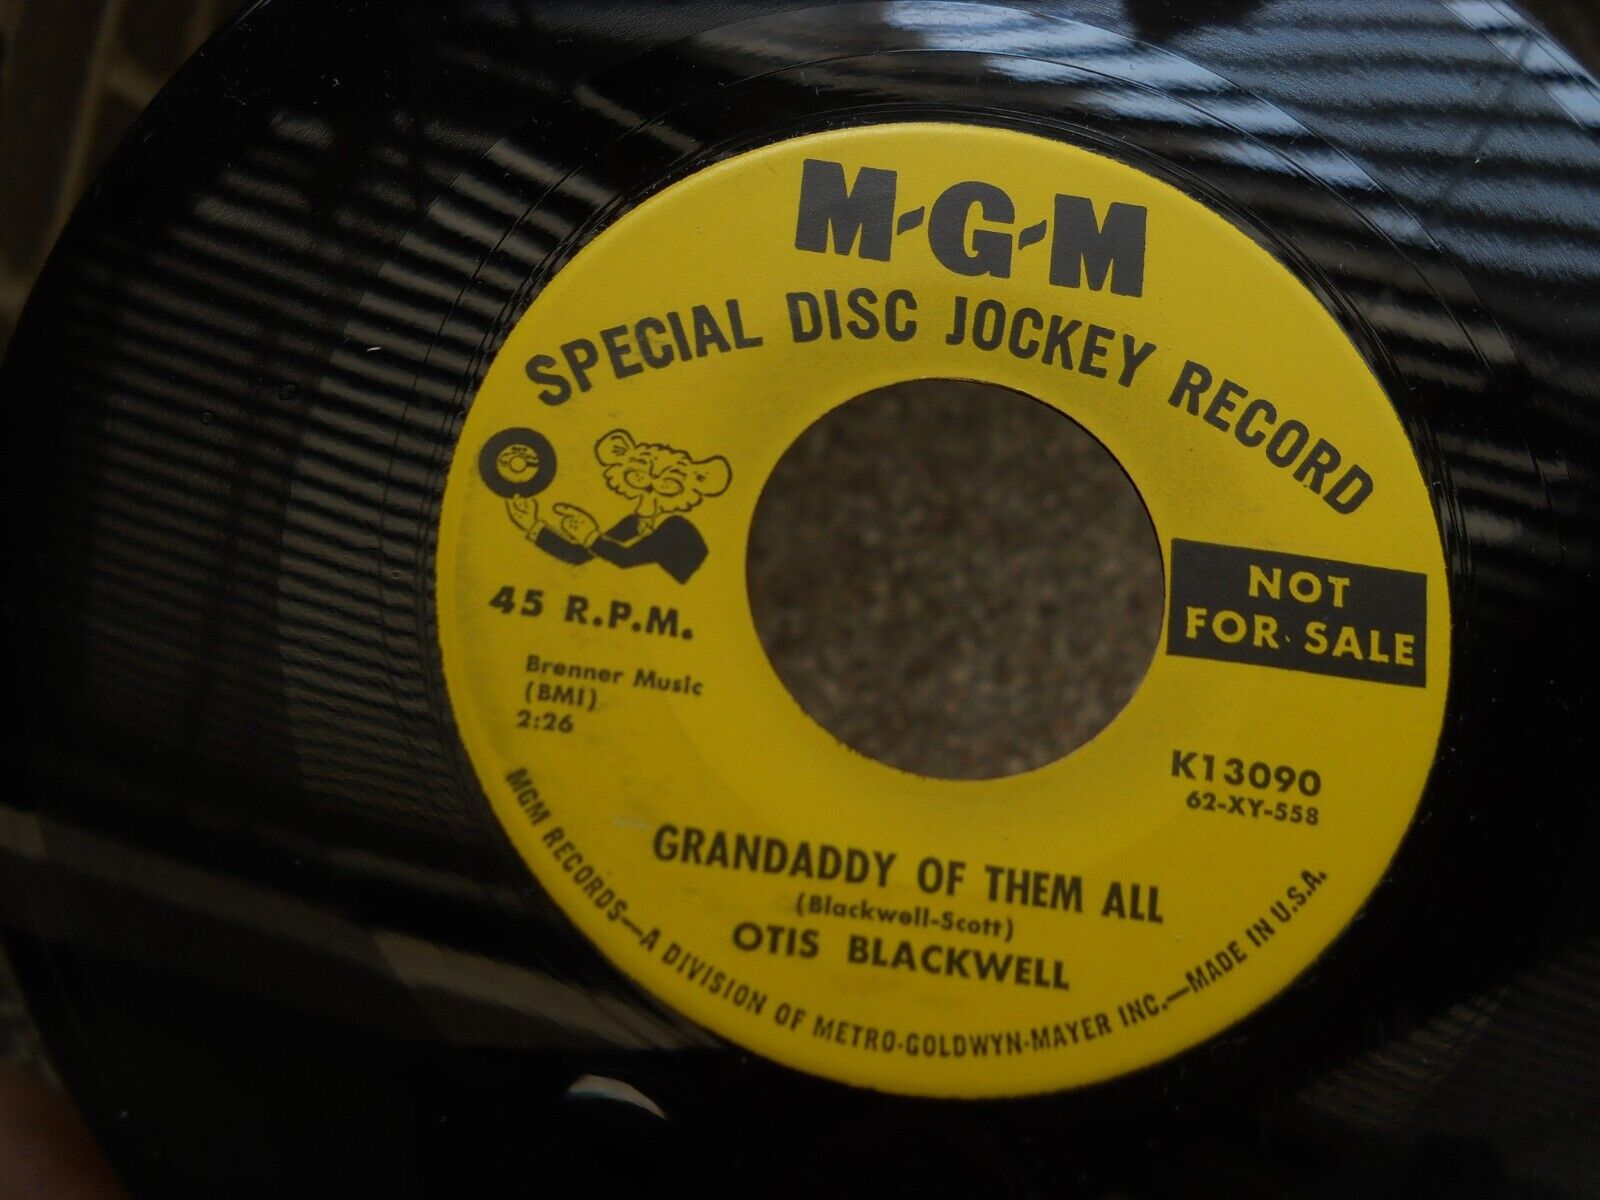 M-G-M
SPECIAL DISC JOCKEY RECORD
NOT
FOR SALE
45 R.P.M.
Brenner Music
(BMI)
2:26
K13090
62-XY-558
GRANDADDY OF THEM ALL
(Blackwell-Scott)
OTIS BLACKWELL
MGM RECORDS—A DIVISION OF METRO-GOLDWYN-MAYER INC.—MADE IN U.S.A.